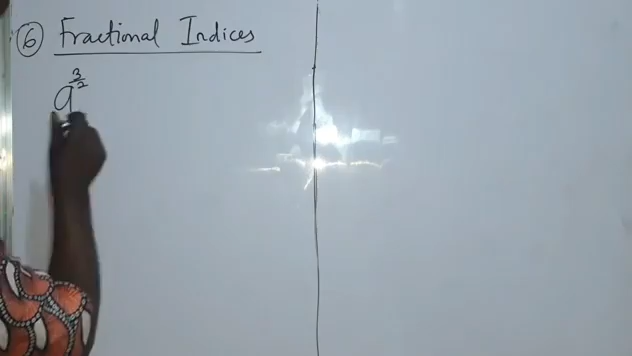 ⑥ Fractional Indices
a^(3/2)